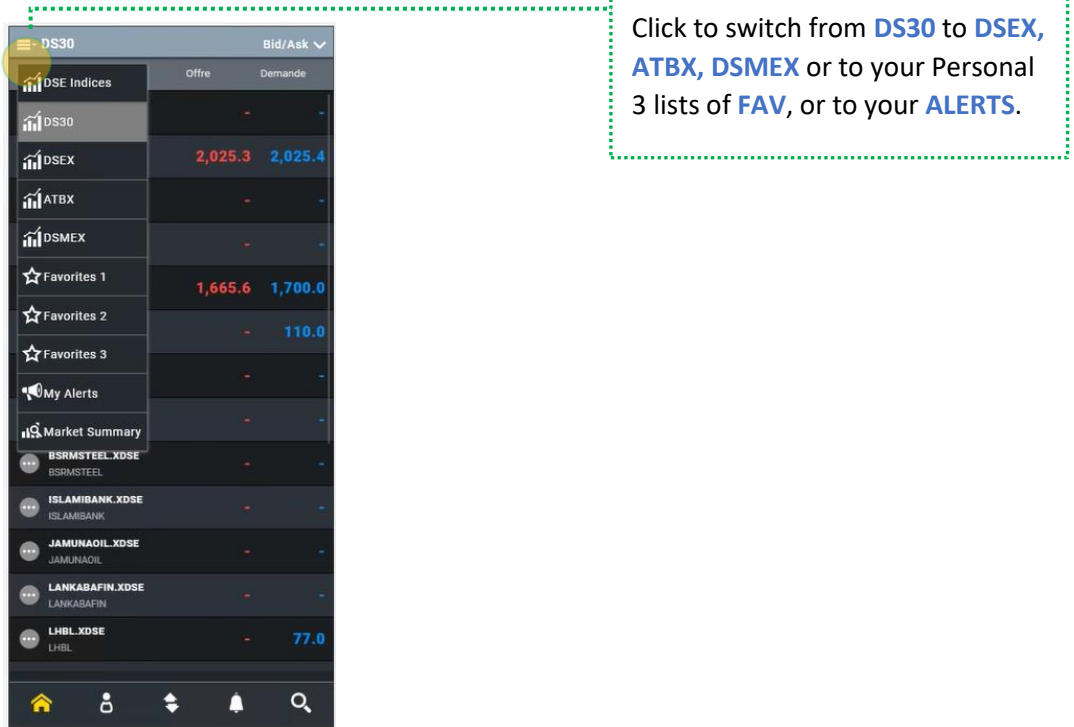 Click to switch from DS30 to DSEX,
ATBX, DSMEX or to your Personal
3 lists of FAV, or to your ALERTS.
DS30 Bid/Ask
Offre Demande
DSE Indices
- -
DS30
DSEX
2,025.3 2,025.4
ATBX
- -
DSMEX
- -
Favorites 1
1,665.6 1,700.0
Favorites 2
- 110.0
Favorites 3
- -
My Alerts
- -
Market Summary
BSRMSTEEL.XDSE
BSRMSTEEL
- -
ISLAMIBANK.XDSE
ISLAMIBANK
- -
JAMUNAOIL.XDSE
JAMUNAOIL
- -
LANKABAFIN.XDSE
LANKABAFIN
- -
LHBL.XDSE
LHBL
- 77.0